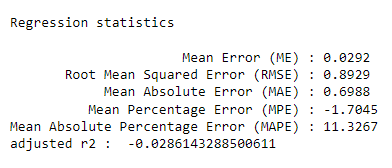 Regression statistics
Mean Error (ME) : 0.0292
Root Mean Squared Error (RMSE) : 0.8929
Mean Absolute Error (MAE) : 0.6988
Mean Percentage Error (MPE) : -1.7045
Mean Absolute Percentage Error (MAPE) : 11.3267
adjusted r2 :  -0.0286143288500611